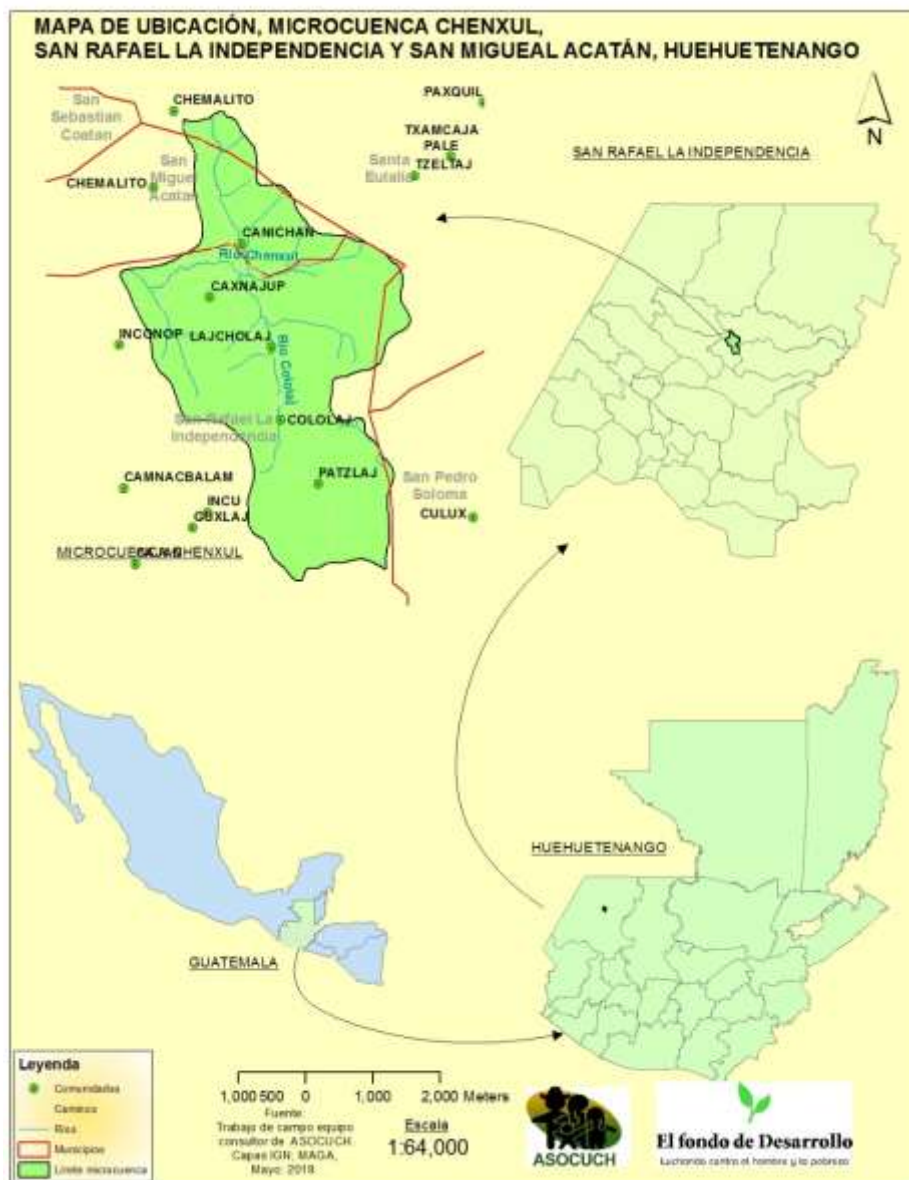 MAPA DE UBICACIÓN, MICROCUENCA CHENXUL,
SAN RAFAEL LA INDEPENDENCIA Y SAN MIGUEAL ACATÁN, HUEHUETENANGO
PAXQUIL
San
Sebastian
Coatan
CHEMALITO
TXAMCAJA
PALE
TZELTAJ
Santa
Eulalia
N
SAN RAFAEL LA INDEPENDENCIA
San
Miguel
Acatan
CHEMALITO
CANICHAN
Rio Chenxul
CAXNAJUP
INCONOP
LAJCHOLAJ
Rio Cololaj
San Rafael La
Independencia
COLOLAJ
CAMNACBALAM
PATZLAJ
San Pedro
Soloma
INCU
GUXLAJ
CULUX
MICROCUENCA CHENXUL
HUEHUETENANGO
GUATEMALA
Leyenda
Comunidades
Caminos
Rios
Municipios
Límite microcuenca
1,000 500 0 1,000 2,000 Meters
Fuente
Trabajo de campo equipo
consultor de ASOCUCH
Capas IGN, MAGA,
Mayo, 2018
Escala
1:64,000
ASOCUCH
El fondo de Desarrollo
Luchando contra el hambre y la pobreza